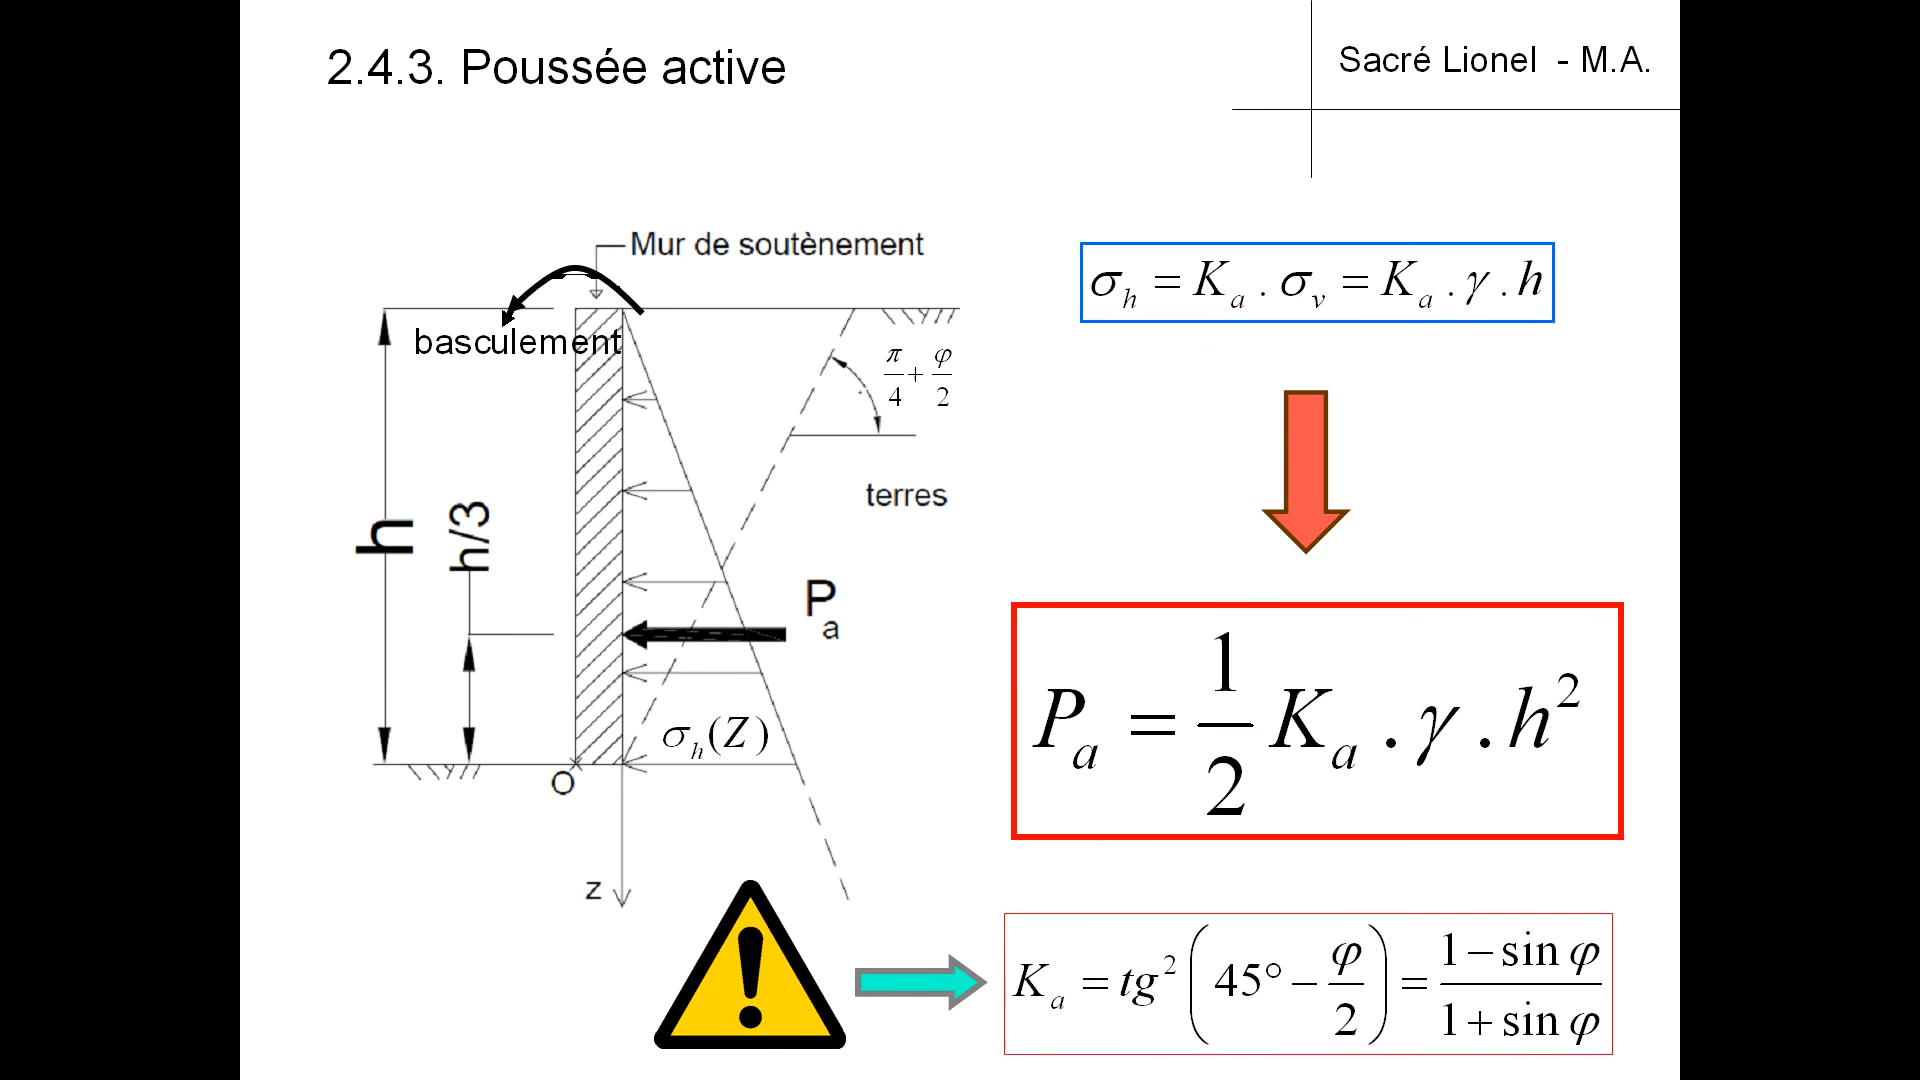 2.4.3. Poussée active
Sacré Lionel - M.A.
Mur de soutènement
basculement
σh = Ka . σv = Ka . γ . h
π/4 + φ/2
terres
h
h/3
Pa
Pa = 1/2 Ka . γ . h²
σh(Z)
O
z
Ka = tg² (45° − φ/2) = (1 − sin φ)/(1 + sin φ)